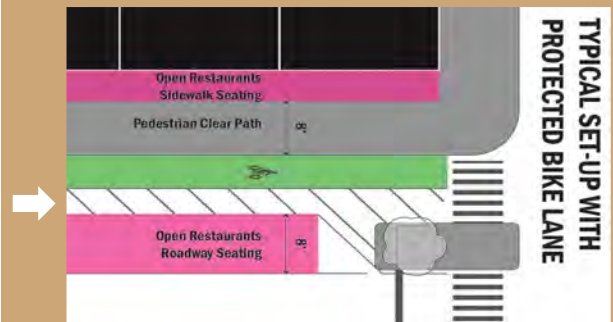 TYPICAL SET-UP WITH
PROTECTED BIKE LANE
Open Restaurants
Sidewalk Seating
Pedestrian Clear Path
8'
Open Restaurants
Roadway Seating
8'